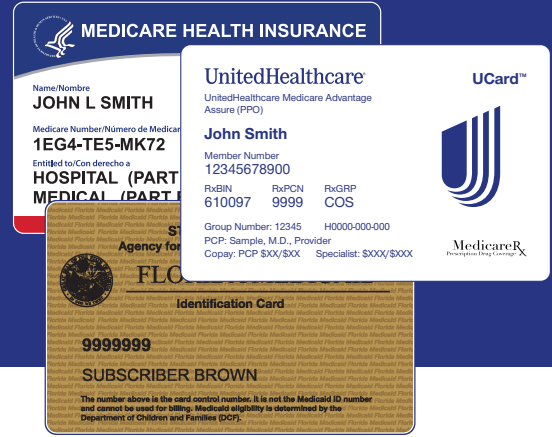 MEDICARE HEALTH INSURANCE
Name/Nombre
JOHN L SMITH
Medicare Number/Número de Medicar
1EG4-TE5-MK72
Entitled to/Con derecho a
HOSPITAL (PART
MEDICAL (PART
UnitedHealthcare
UCard™
UnitedHealthcare Medicare Advantage
Assure (PPO)
John Smith
Member Number
12345678900
RxBIN RxPCN RxGRP
610097 9999 COS
Group Number: 12345 H0000-000-000
PCP: Sample, M.D., Provider
Copay: PCP $XX/$XX Specialist: $XXX/$XXX
MedicareRx
Prescription Drug Coverage
Agency for
Identification Card
9999999
SUBSCRIBER BROWN
The number above is the card control number. It is not the Medicaid ID number
and cannot be used for billing. Medicaid eligibility is determined by the
Department of Children and Families (DCF).